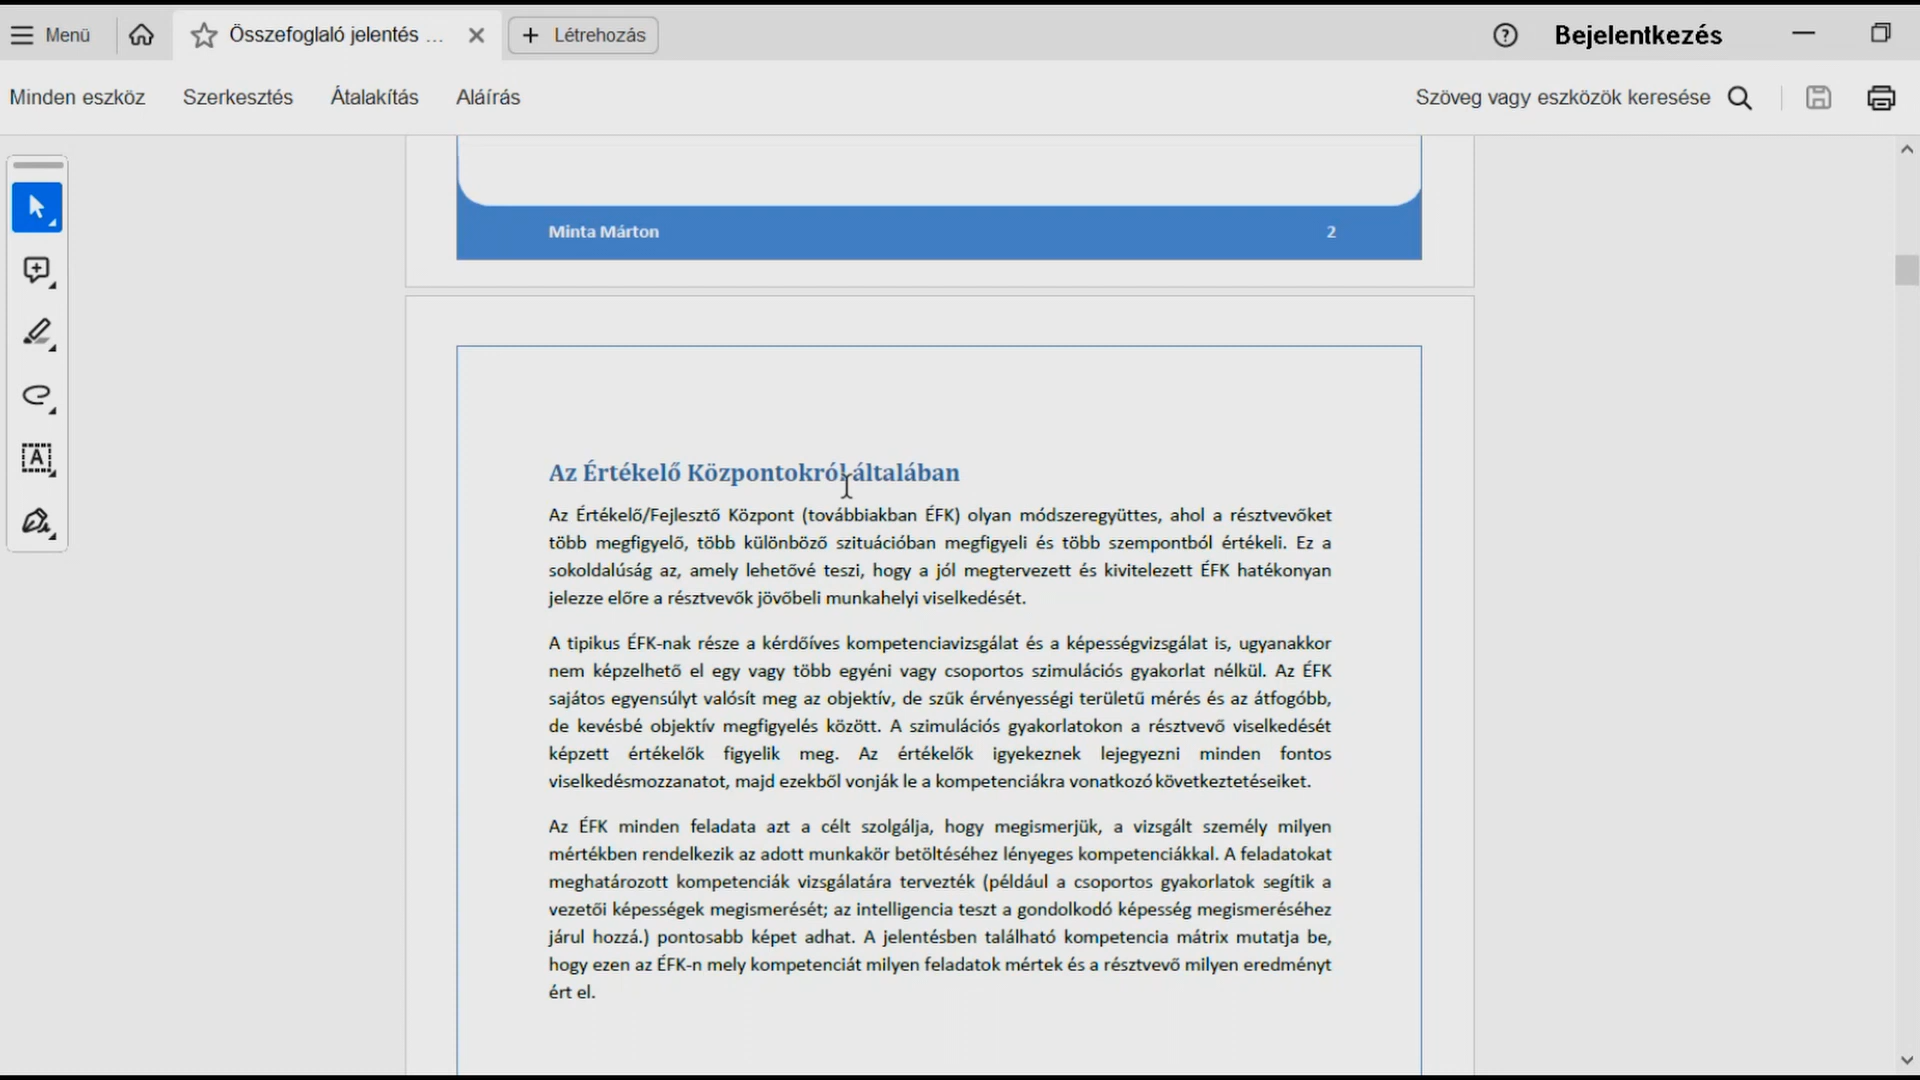 Menü
Összefoglaló jelentés ...
Létrehozás
Bejelentkezés
Minden eszköz
Szerkesztés
Átalakítás
Aláírás
Szöveg vagy eszközök keresése
Minta Márton 2
Az Értékelő Központokról általában
Az Értékelő/Fejlesztő Központ (továbbiakban ÉFK) olyan módszeregyüttes, ahol a résztvevőket
több megfigyelő, több különböző szituációban megfigyeli és több szempontból értékeli. Ez a
sokoldalúság az, amely lehetővé teszi, hogy a jól megtervezett és kivitelezett ÉFK hatékonyan
jelezze előre a résztvevők jövőbeli munkahelyi viselkedését.
A tipikus ÉFK-nak része a kérdőíves kompetenciavizsgálat és a képességvizsgálat is, ugyanakkor
nem képzelhető el egy vagy több egyéni vagy csoportos szimulációs gyakorlat nélkül. Az ÉFK
sajátos egyensúlyt valósít meg az objektív, de szűk érvényességi területű mérés és az átfogóbb,
de kevésbé objektív megfigyelés között. A szimulációs gyakorlatokon a résztvevő viselkedését
képzett értékelők figyelik meg. Az értékelők igyekeznek lejegyezni minden fontos
viselkedésmozzanatot, majd ezekből vonják le a kompetenciákra vonatkozó következtetéseiket.
Az ÉFK minden feladata azt a célt szolgálja, hogy megismerjük, a vizsgált személy milyen
mértékben rendelkezik az adott munkakör betöltéséhez lényeges kompetenciákkal. A feladatokat
meghatározott kompetenciák vizsgálatára tervezték (például a csoportos gyakorlatok segítik a
vezetői képességek megismerését; az intelligencia teszt a gondolkodó képesség megismeréséhez
járul hozzá.) pontosabb képet adhat. A jelentésben található kompetencia mátrix mutatja be,
hogy ezen az ÉFK-n mely kompetenciát milyen feladatok mértek és a résztvevő milyen eredményt
ért el.